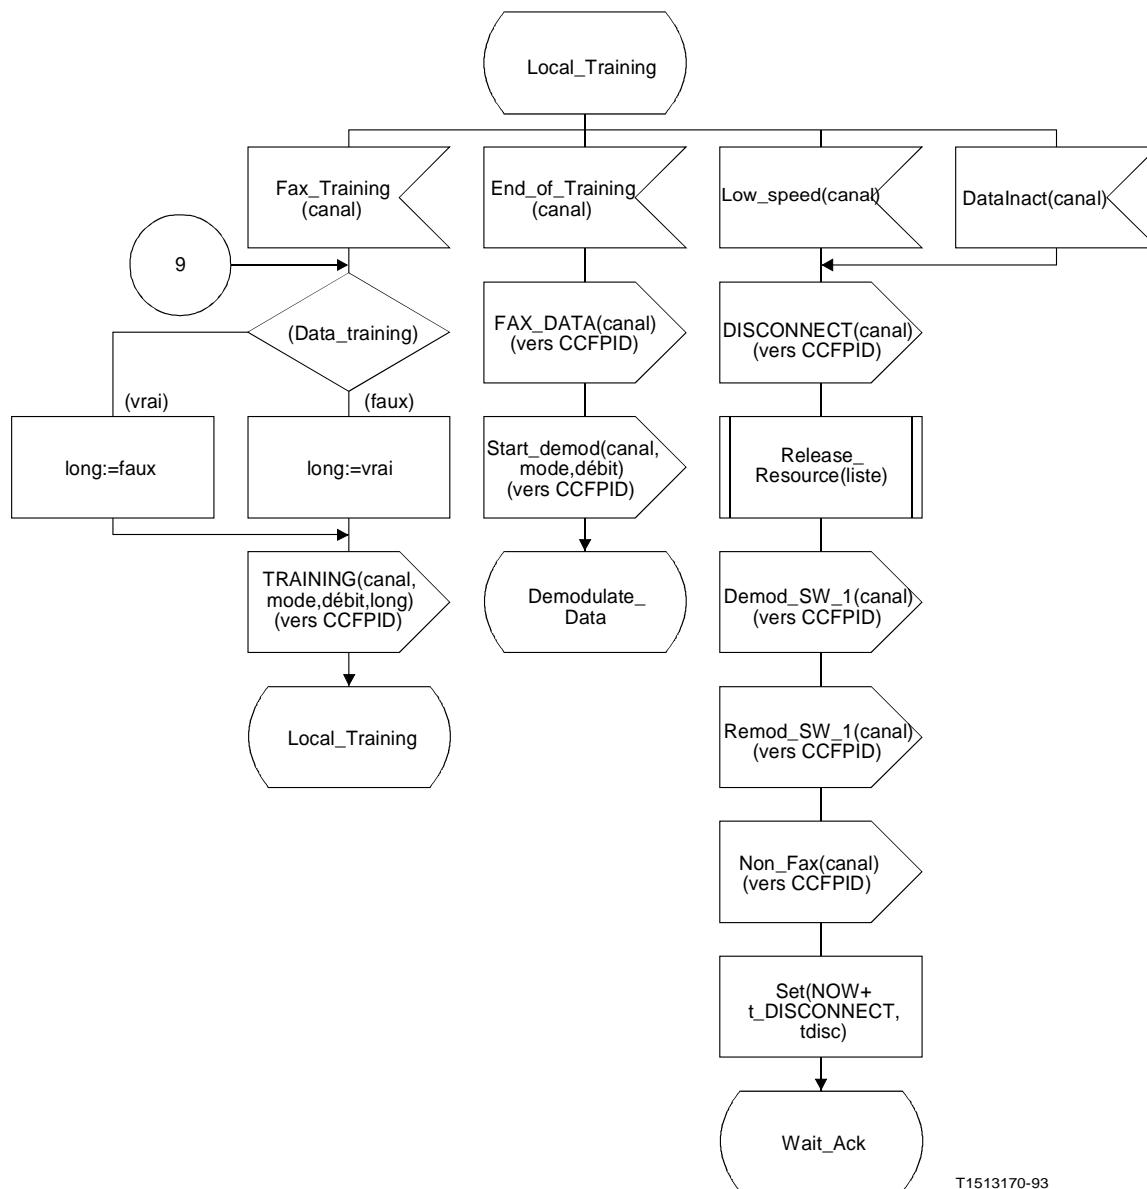 Local_Training
Fax_Training
(canal)
End_of_Training
(canal)
Low_speed(canal)
DataInact(canal)
9
(Data_training)
(vrai)
(faux)
long:=faux
long:=vrai
TRAINING(canal,
mode,débit,long)
(vers CCFPID)
Local_Training
FAX_DATA(canal)
(vers CCFPID)
Start_demod(canal,
mode,débit)
(vers CCFPID)
Demodulate_
Data
DISCONNECT(canal)
(vers CCFPID)
Release_
Resource(liste)
Demod_SW_1(canal)
(vers CCFPID)
Remod_SW_1(canal)
(vers CCFPID)
Non_Fax(canal)
(vers CCFPID)
Set(NOW+
t_DISCONNECT,
tdisc)
Wait_Ack
T1513170-93